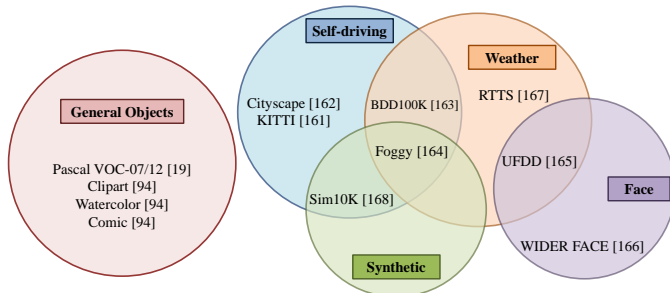 Self-driving
Weather
General Objects
Cityscape [162]
KITTI [161]
BDD100K [163]
RTTS [167]
Pascal VOC-07/12 [19]
Clipart [94]
Watercolor [94]
Comic [94]
Foggy [164]
UFDD [165]
Face
Sim10K [168]
WIDER FACE [166]
Synthetic